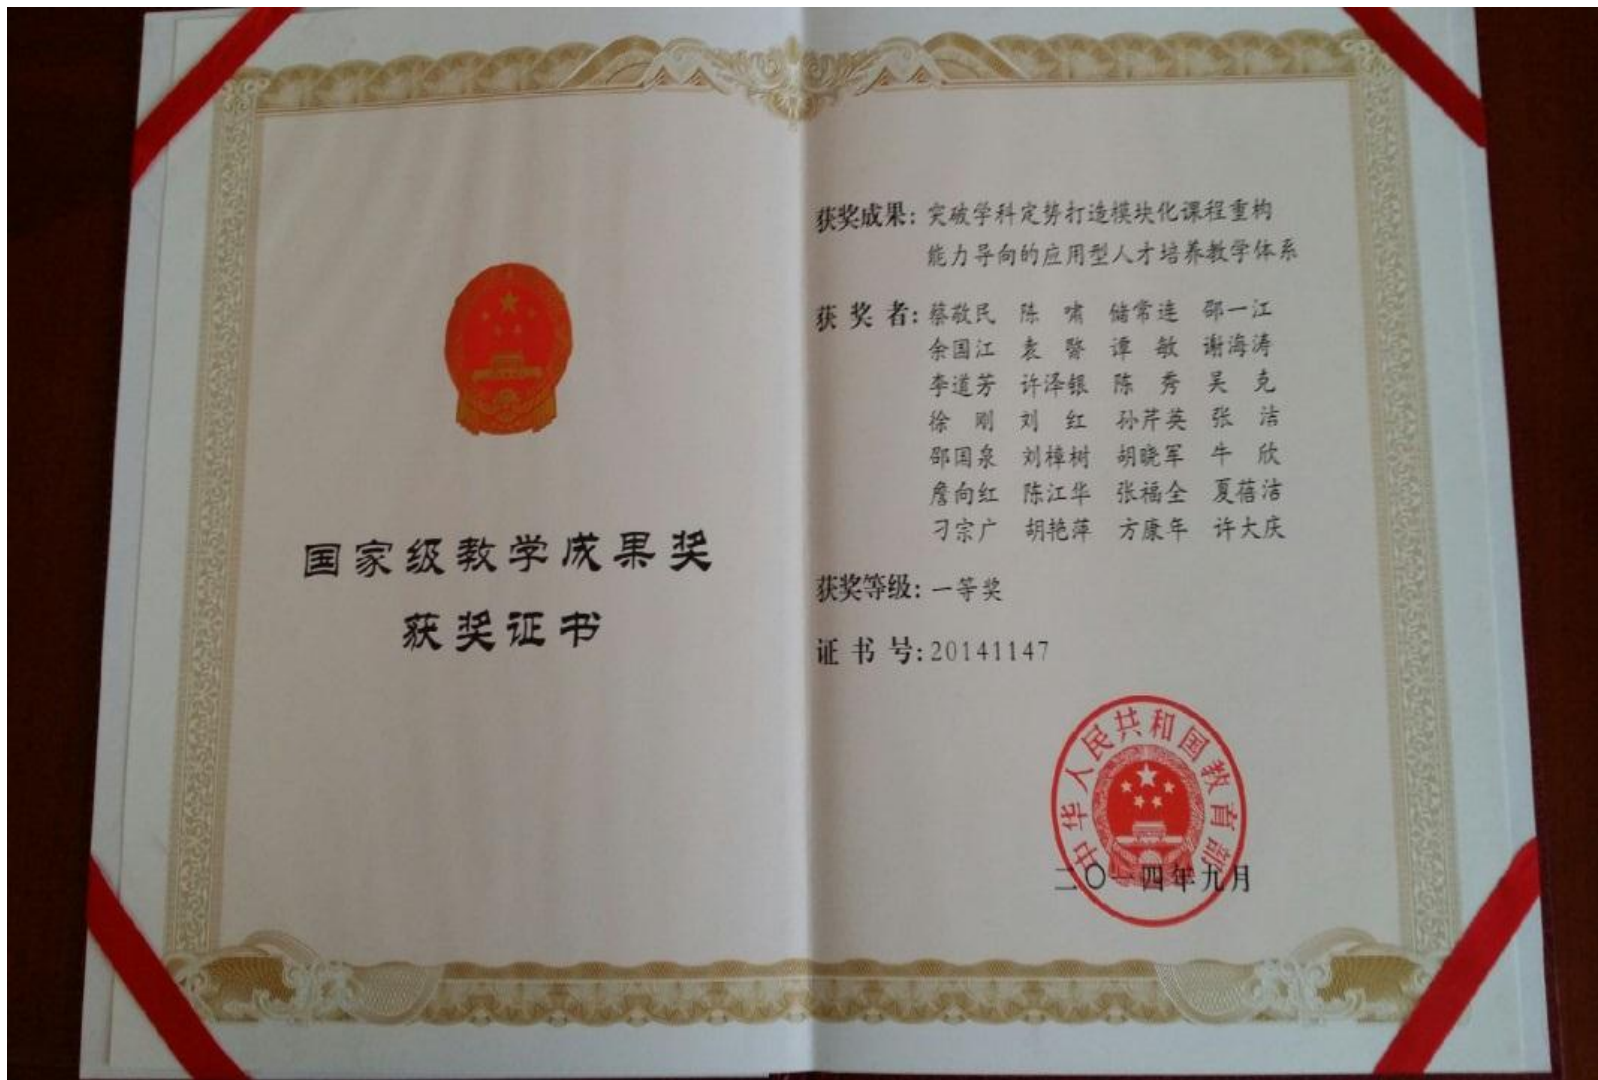 国家级教学成果奖
获奖证书
获奖成果：突破学科定势打造模块化课程重构
能力导向的应用型人才培养教学体系
获 奖 者：蔡敬民 陈 啸 储常连 邵一江
余国江 袁 暋 谭 敏 谢海涛
李道芳 许泽银 陈 秀 吴 克
徐 刚 刘 红 孙芹英 张 洁
邵国泉 刘樟树 胡晓军 牛 欣
詹向红 陈江华 张福全 夏蓓洁
刁宗广 胡艳萍 方康年 许大庆
获奖等级：一等奖
证 书 号：20141147
中华人民共和国教育部
二〇一四年九月